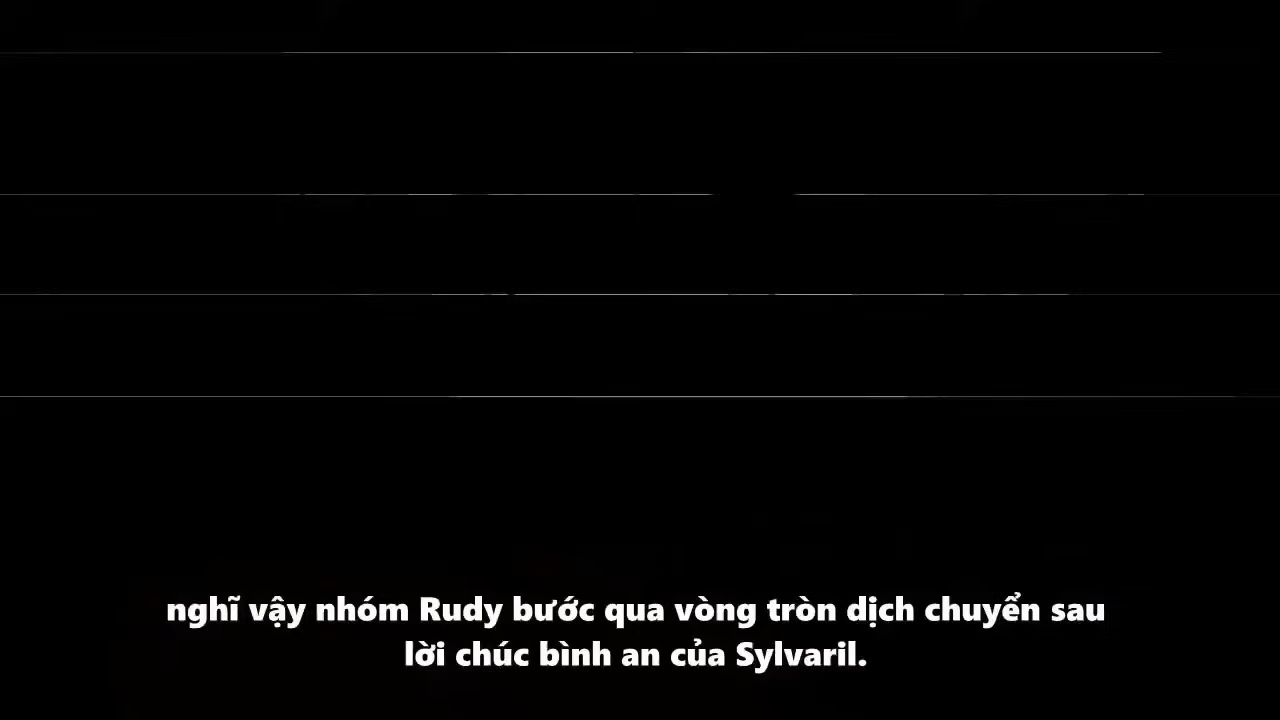 nghĩ vậy nhóm Rudy bước qua vòng tròn dịch chuyển sau
lời chúc bình an của Sylvaril.